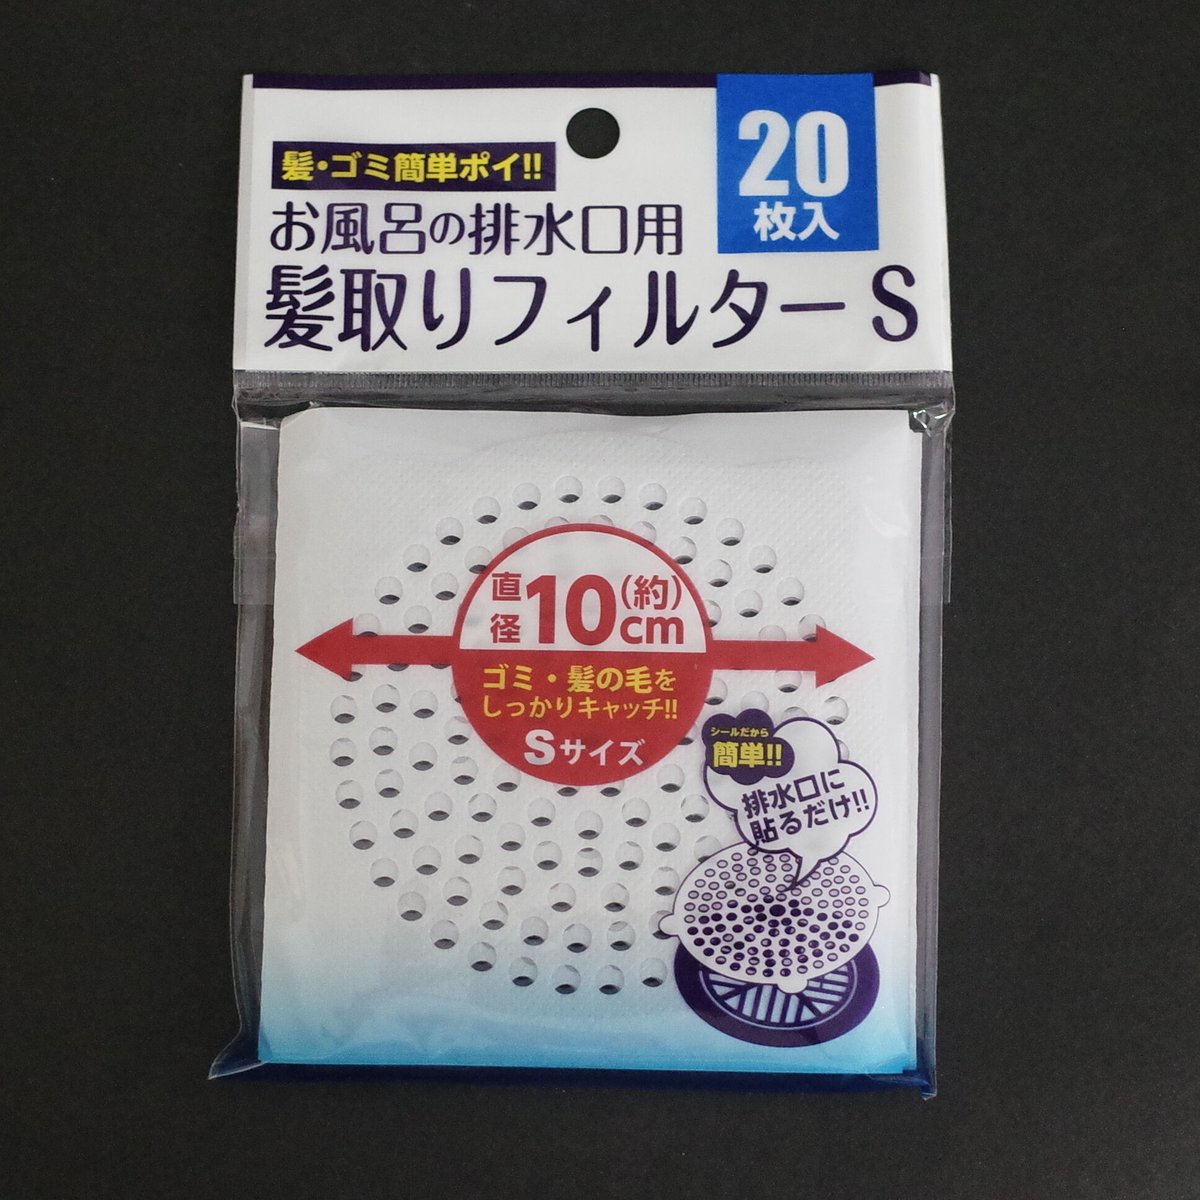 髪・ゴミ簡単ポイ!!
20
枚入
お風呂の排水口用
髪取りフィルター S
直径10(約)cm
ゴミ・髪の毛を
しっかりキャッチ!!
Sサイズ
シールだから
簡単!!
排水口に
貼るだけ!!